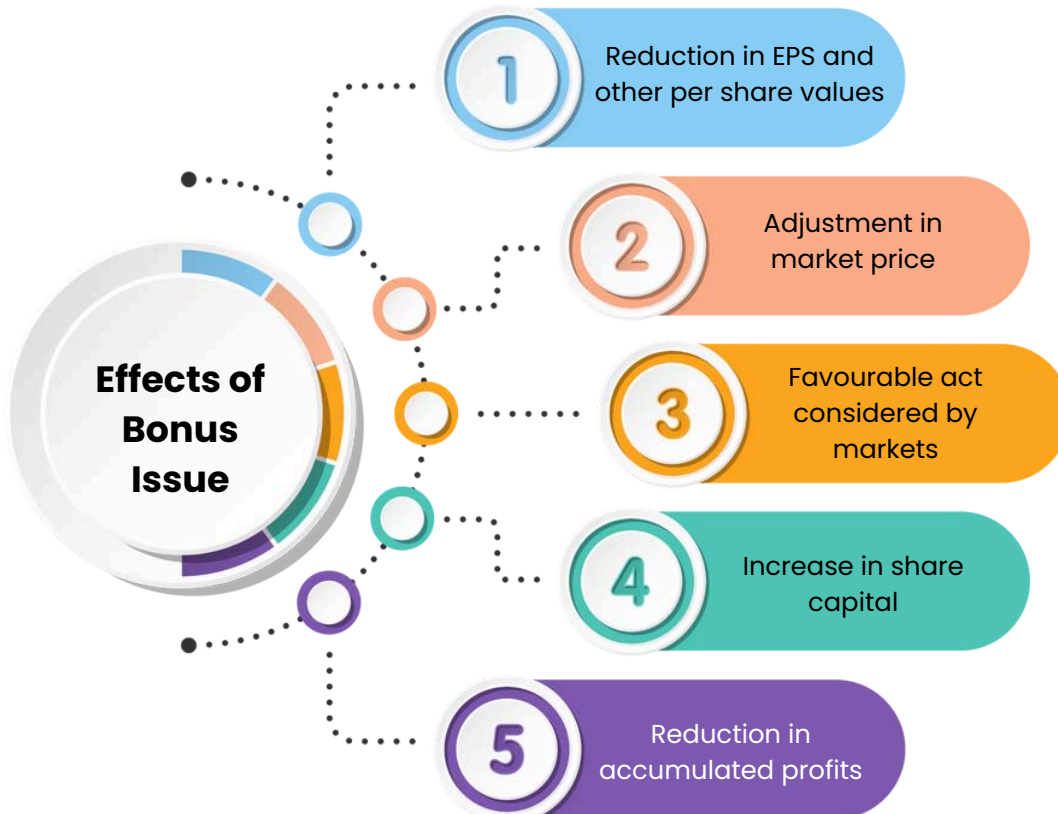 Effects of
Bonus
Issue
1
Reduction in EPS and
other per share values
2
Adjustment in
market price
3
Favourable act
considered by
markets
4
Increase in share
capital
5
Reduction in
accumulated profits